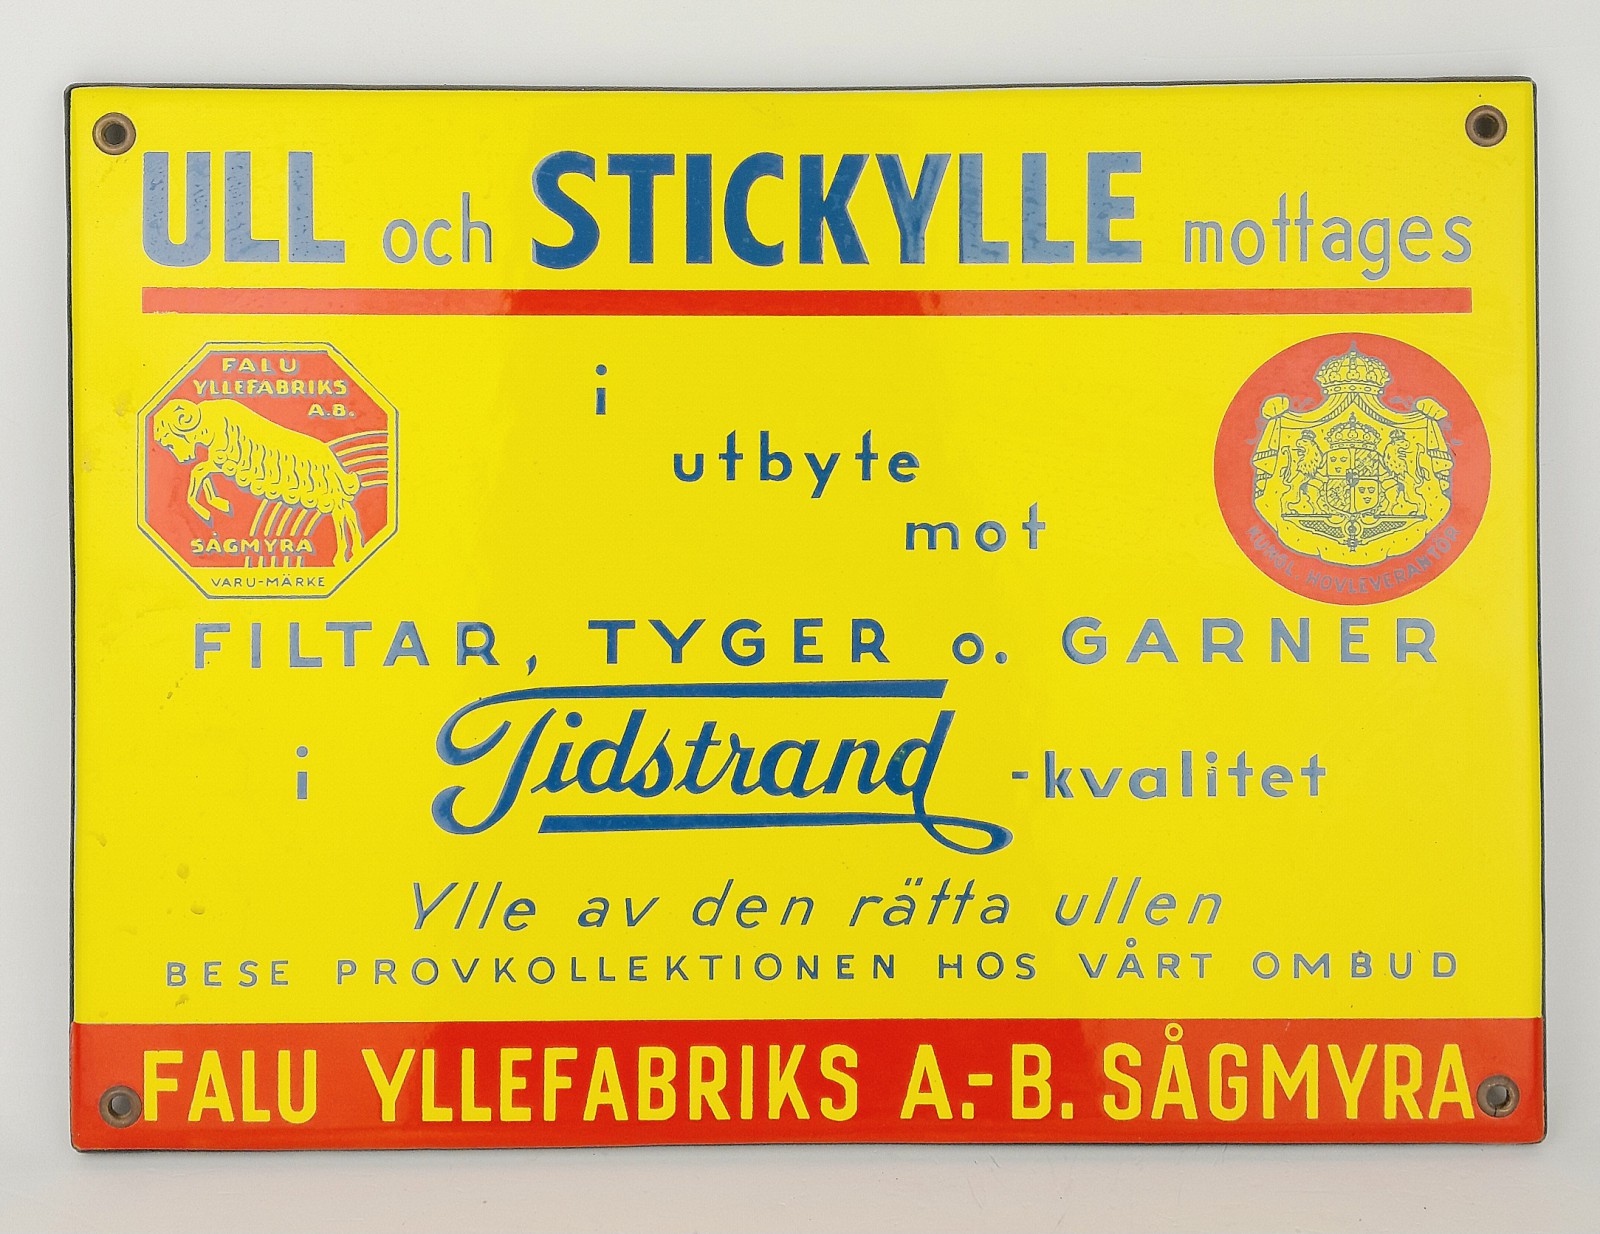 ULL och STICKYLLE mottages
FALU
YLLEFABRIKS
A.B.
SÅGMYRA
VARU-MÄRKE
i
utbyte
mot
KUNGL. HOVLEVERANTÖR
FILTAR, TYGER o. GARNER
i Tidstrand -kvalitet
Ylle av den rätta ullen
BESE PROVKOLLEKTIONEN HOS VÅRT OMBUD
FALU YLLEFABRIKS A.-B. SÅGMYRA